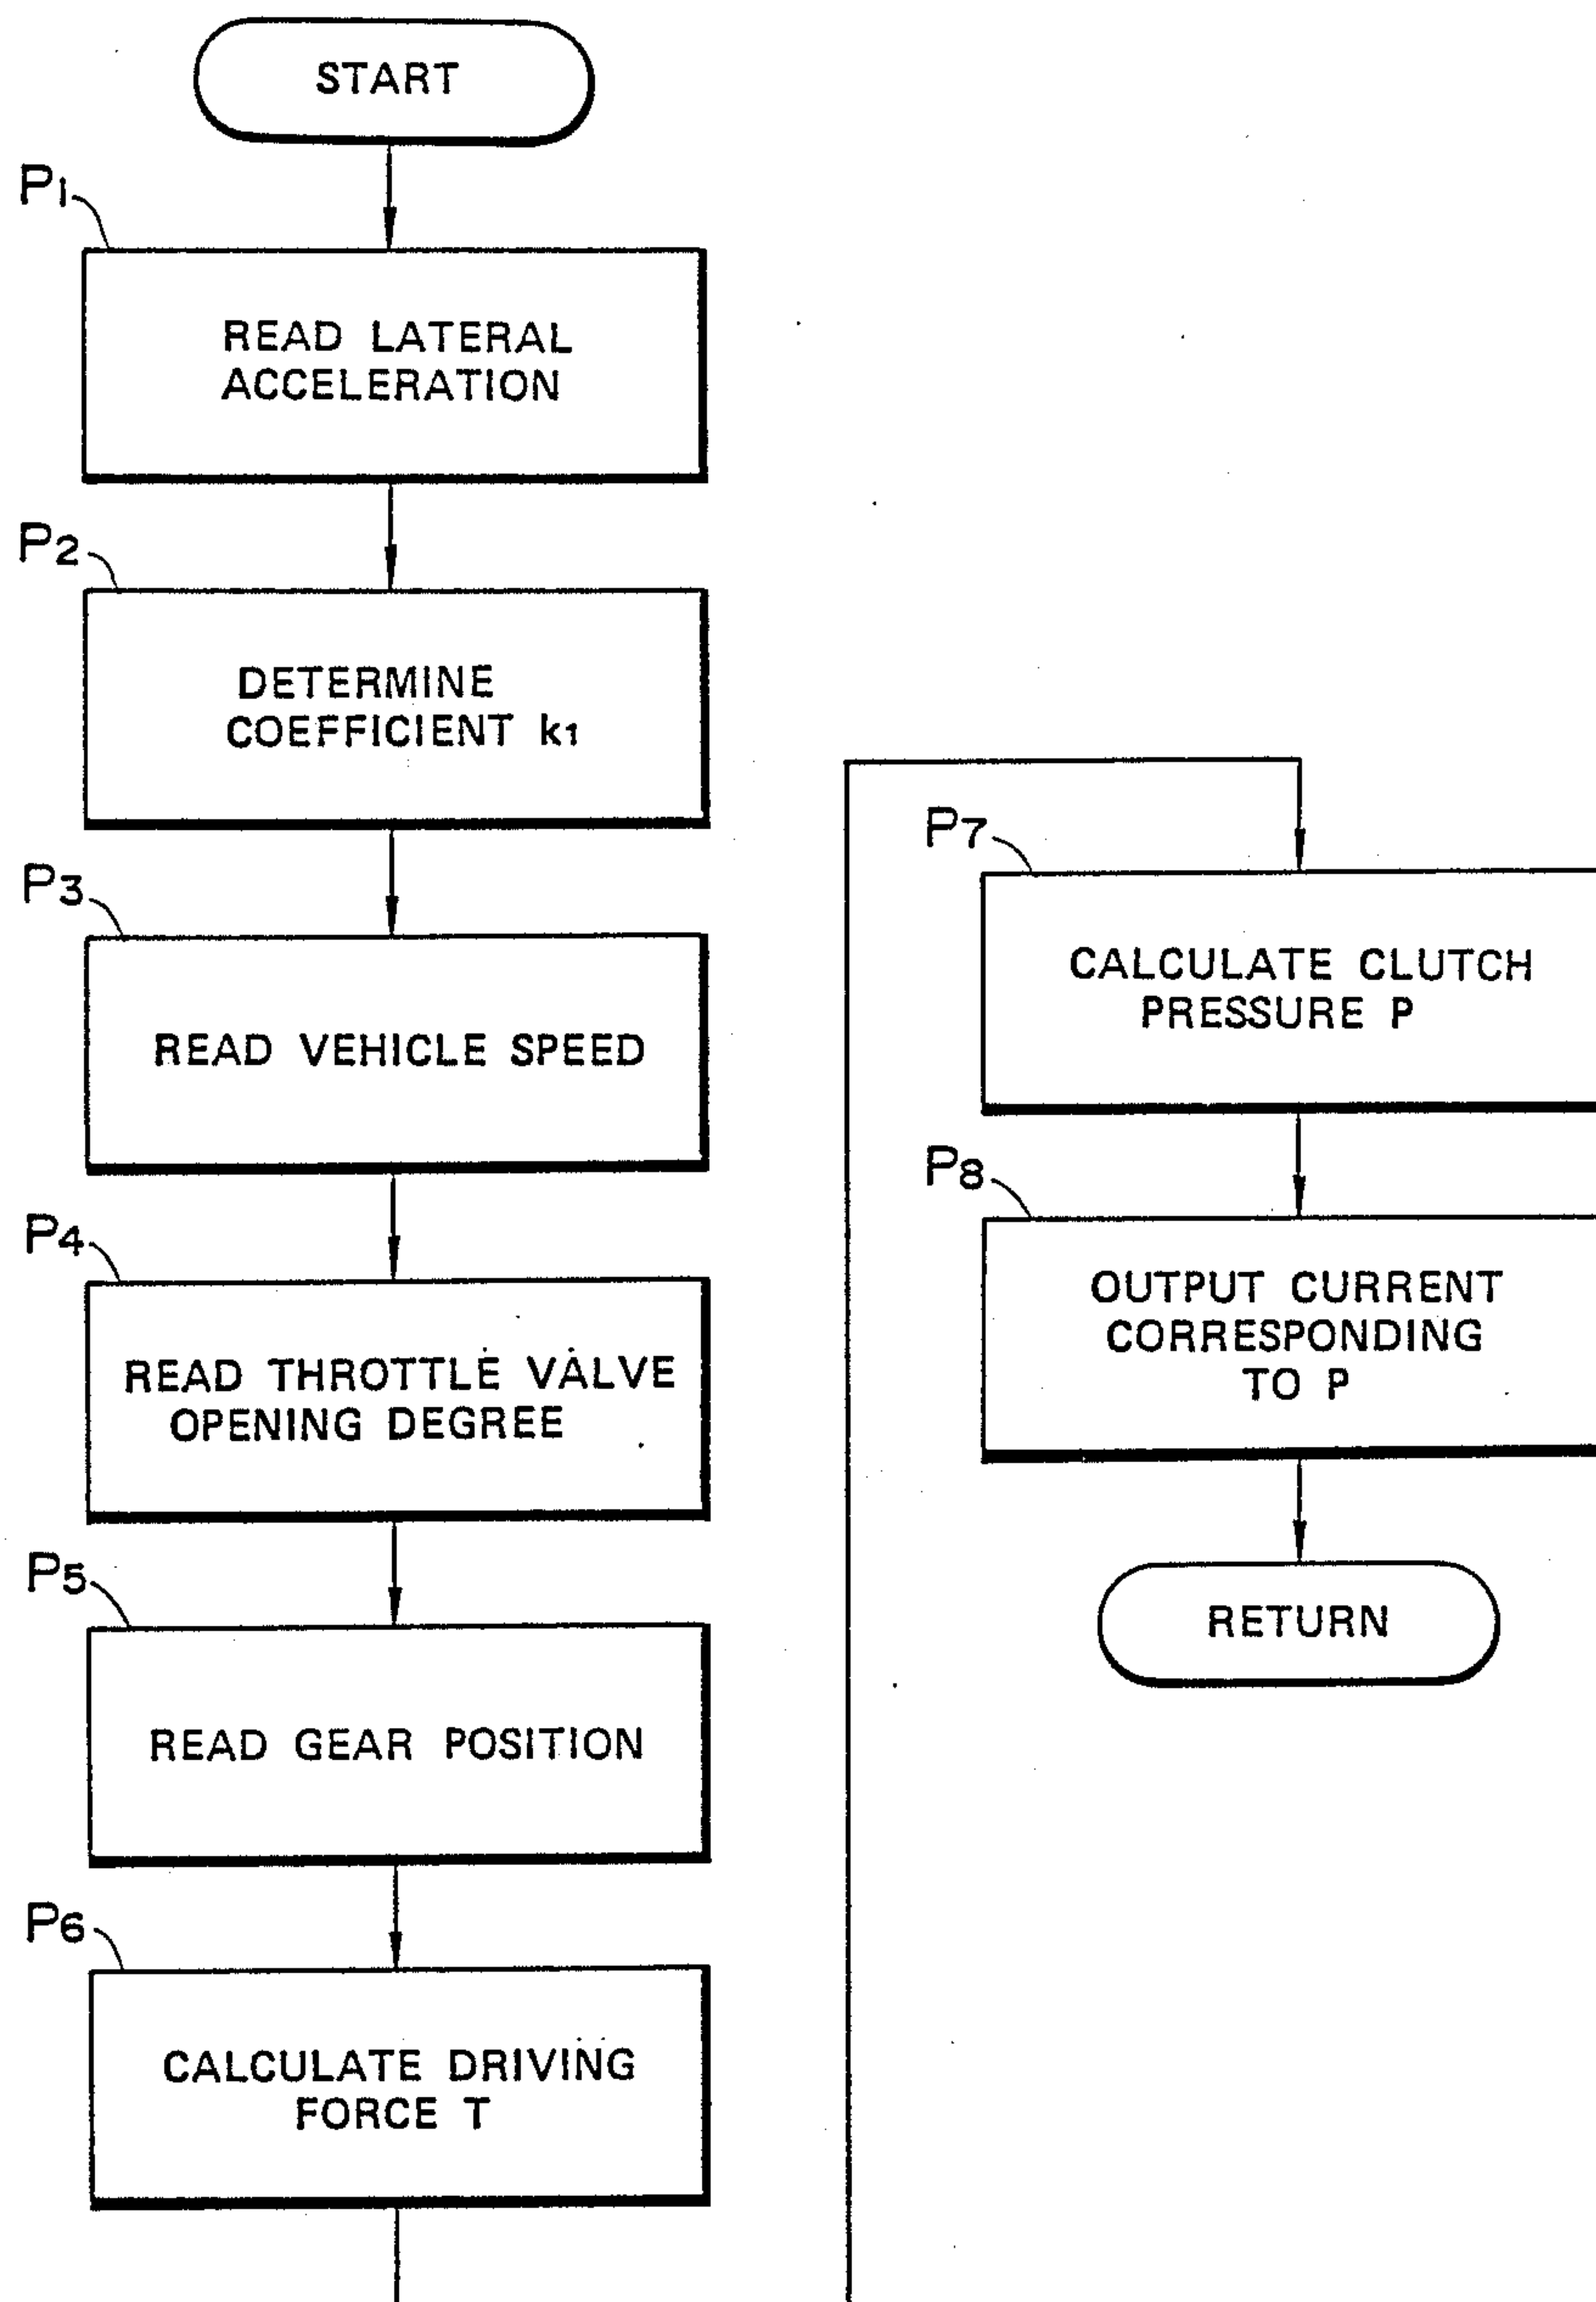 START
P1
READ LATERAL
ACCELERATION
P2
DETERMINE
COEFFICIENT k1
P3
READ VEHICLE SPEED
P4
READ THROTTLE VALVE
OPENING DEGREE
P5
READ GEAR POSITION
P6
CALCULATE DRIVING
FORCE T
P7
CALCULATE CLUTCH
PRESSURE P
P8
OUTPUT CURRENT
CORRESPONDING
TO P
RETURN